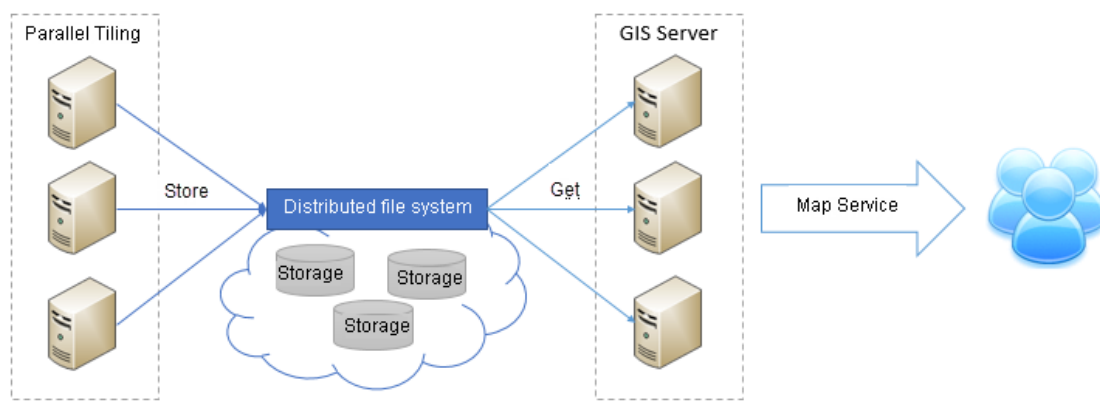 Parallel Tiling
GIS Server
Store
Get
Distributed file system
Map Service
Storage
Storage
Storage